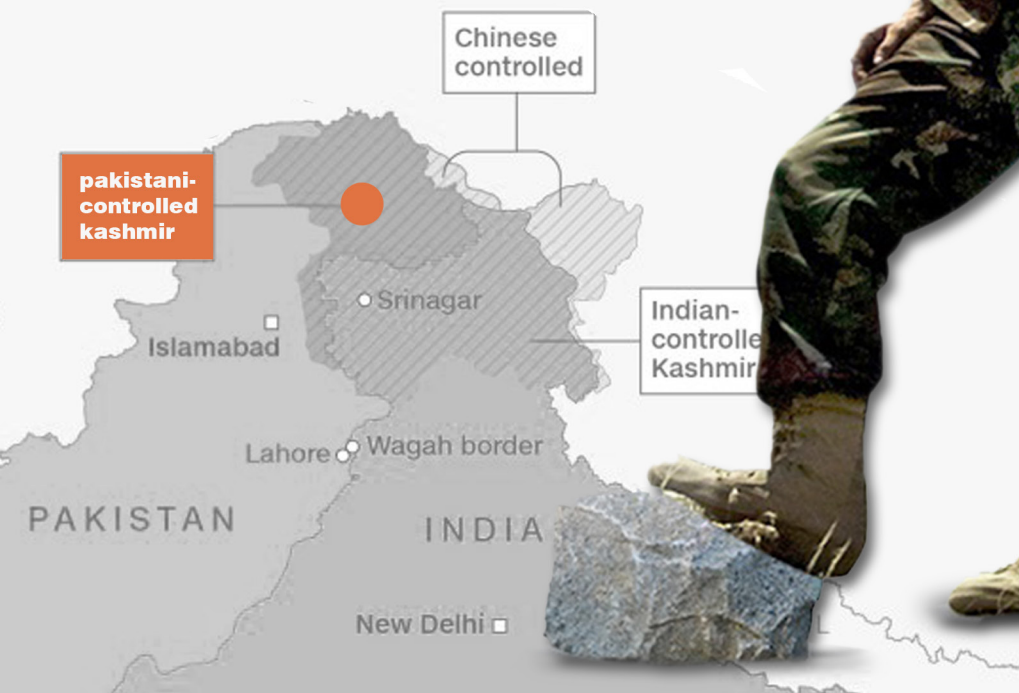 Chinese
controlled
pakistani-
controlled
kashmir
Srinagar
Indian-
controlle
Kashmir
Islamabad
Lahore
Wagah border
PAKISTAN
INDIA
New Delhi
L